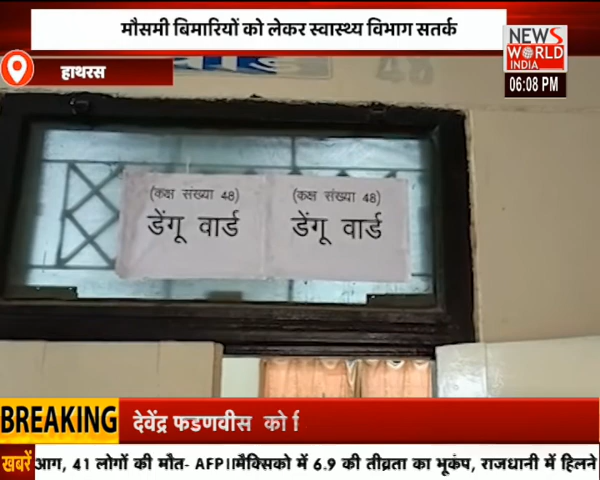 मौसमी बिमारियों को लेकर स्वास्थ्य विभाग सतर्क
NEWS
WORLD
INDIA
06:08 PM
हाथरस
48
(कक्ष संख्या 48)
डेंगू वार्ड
(कक्ष संख्या 48)
डेंगू वार्ड
BREAKING
देवेंद्र फडणवीस को
खबरें
आग, 41 लोगों की मौत- AFP||मैक्सिको में 6.9 की तीव्रता का भूकंप, राजधानी में हिलने